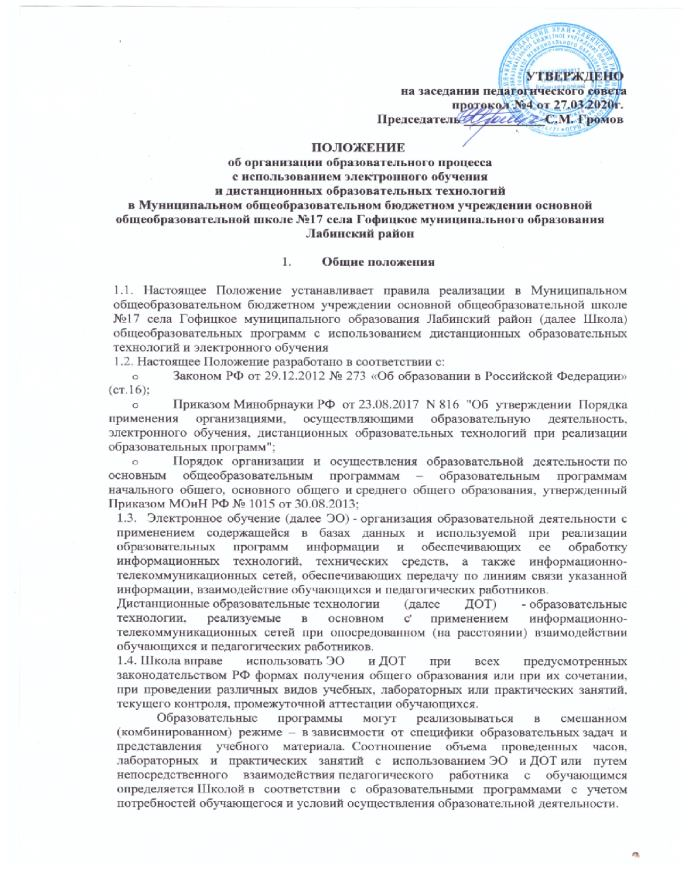 УТВЕРЖДЕНО
на заседании педагогического совета
протокол №4 от 27.03.2020г.
Председатель С.М. Громов
ПОЛОЖЕНИЕ
об организации образовательного процесса
с использованием электронного обучения
и дистанционных образовательных технологий
в Муниципальном общеобразовательном бюджетном учреждении основной
общеобразовательной школе №17 села Гофицкое муниципального образования
Лабинский район
1. Общие положения
1.1. Настоящее Положение устанавливает правила реализации в Муниципальном
общеобразовательном бюджетном учреждении основной общеобразовательной школе
№17 села Гофицкое муниципального образования Лабинский район (далее Школа)
общеобразовательных программ с использованием дистанционных образовательных
технологий и электронного обучения
1.2. Настоящее Положение разработано в соответствии с:
o Законом РФ от 29.12.2012 № 273 «Об образовании в Российской Федерации»
(ст.16);
o Приказом Минобрнауки РФ от 23.08.2017 N 816 "Об утверждении Порядка
применения организациями, осуществляющими образовательную деятельность,
электронного обучения, дистанционных образовательных технологий при реализации
образовательных программ";
o Порядок организации и осуществления образовательной деятельности по
основным общеобразовательным программам – образовательным программам
начального общего, основного общего и среднего общего образования, утвержденный
Приказом МОиН РФ № 1015 от 30.08.2013;
1.3. Электронное обучение (далее ЭО) - организация образовательной деятельности с
применением содержащейся в базах данных и используемой при реализации
образовательных программ информации и обеспечивающих ее обработку
информационных технологий, технических средств, а также информационно-
телекоммуникационных сетей, обеспечивающих передачу по линиям связи указанной
информации, взаимодействие обучающихся и педагогических работников.
Дистанционные образовательные технологии (далее ДОТ) - образовательные
технологии, реализуемые в основном с применением информационно-
телекоммуникационных сетей при опосредованном (на расстоянии) взаимодействии
обучающихся и педагогических работников.
1.4. Школа вправе использовать ЭО и ДОТ при всех предусмотренных
законодательством РФ формах получения общего образования или при их сочетании,
при проведении различных видов учебных, лабораторных или практических занятий,
текущего контроля, промежуточной аттестации обучающихся.
Образовательные программы могут реализовываться в смешанном
(комбинированном) режиме – в зависимости от специфики образовательных задач и
представления учебного материала. Соотношение объема проведенных часов,
лабораторных и практических занятий с использованием ЭО и ДОТ или путем
непосредственного взаимодействия педагогического работника с обучающимся
определяется Школой в соответствии с образовательными программами с учетом
потребностей обучающегося и условий осуществления образовательной деятельности.